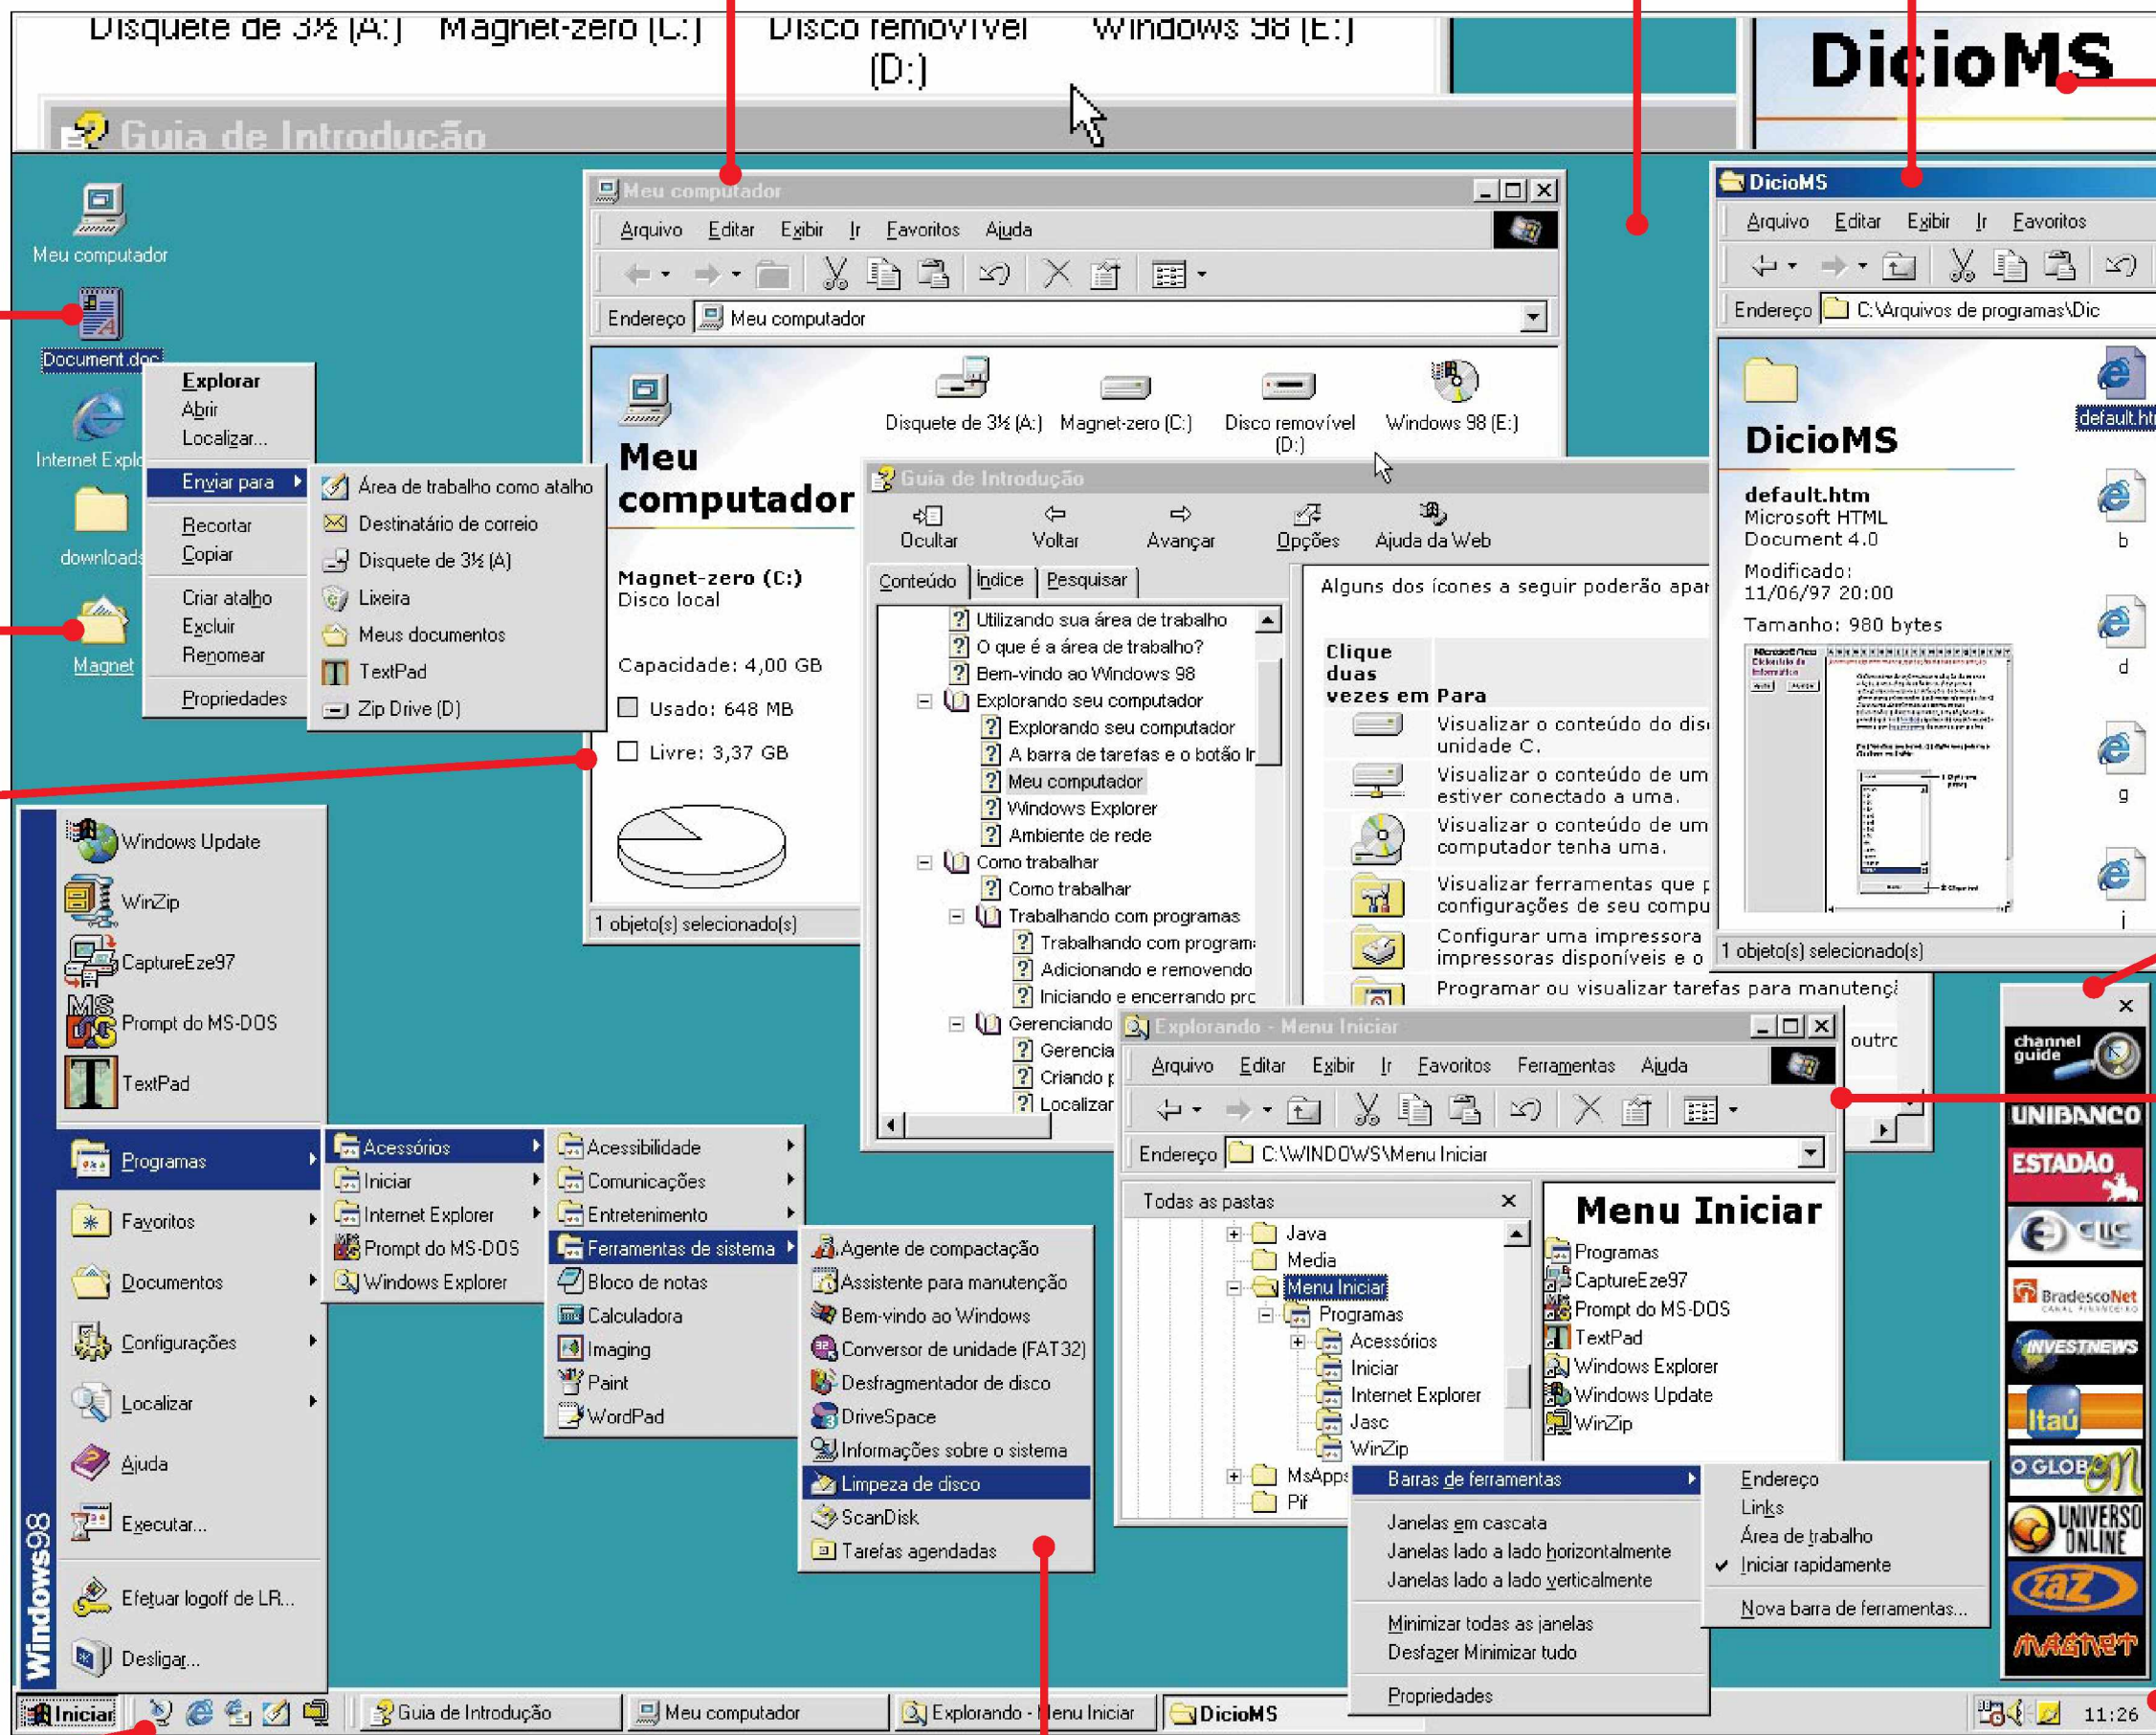 Disquete de 3½ (A:) Magnet-zero (C:) Disco removível (D:) Windows 98 (E:)
DicioMS
Guia de Introdução
Meu computador
Document.doc
Internet Explo
downloads
Magnet
Explorar
Abrir
Localizar...
Enviar para
Recortar
Copiar
Criar atalho
Excluir
Renomear
Propriedades
Área de trabalho como atalho
Destinatário de correio
Disquete de 3½ (A)
Lixeira
Meus documentos
TextPad
Zip Drive (D)
Meu computador
Arquivo Editar Exibir Ir Favoritos Ajuda
Endereço Meu computador
Meu
computador
Magnet-zero (C:)
Disco local
Capacidade: 4,00 GB
Usado: 648 MB
Livre: 3,37 GB
1 objeto(s) selecionado(s)
Disquete de 3½ (A:) Magnet-zero (C:) Disco removível (D:) Windows 98 (E:)
Guia de Introdução
Ocultar Voltar Avançar Opções Ajuda da Web
Conteúdo Índice Pesquisar
Utilizando sua área de trabalho
O que é a área de trabalho?
Bem-vindo ao Windows 98
Explorando seu computador
Explorando seu computador
A barra de tarefas e o botão Ir
Meu computador
Windows Explorer
Ambiente de rede
Como trabalhar
Como trabalhar
Trabalhando com programas
Trabalhando com program
Adicionando e removendo
Iniciando e encerrando prc
Gerenciando
Gerencia
Criando p
Localizar
Alguns dos ícones a seguir poderão apar
Clique
duas
vezes em Para
Visualizar o conteúdo do dis
unidade C.
Visualizar o conteúdo de um
estiver conectado a uma.
Visualizar o conteúdo de um
computador tenha uma.
Visualizar ferramentas que p
configurações de seu compu
Configurar uma impressora
impressoras disponíveis e o
Programar ou visualizar tarefas para manutençã
outrc
DicioMS
Arquivo Editar Exibir Ir Favoritos
Endereço C:\Arquivos de programas\Dic
DicioMS
default.htm
Microsoft HTML
Document 4.0
Modificado:
11/06/97 20:00
Tamanho: 980 bytes
default.ht
b
d
g
i
1 objeto(s) selecionado(s)
Explorando - Menu Iniciar
Arquivo Editar Exibir Ir Favoritos Ferramentas Ajuda
Endereço C:\WINDOWS\Menu Iniciar
Todas as pastas
Java
Media
Menu Iniciar
Programas
Acessórios
Iniciar
Internet Explorer
Jasc
WinZip
MsApps
Pif
Menu Iniciar
Programas
CaptureEze97
Prompt do MS-DOS
TextPad
Windows Explorer
Windows Update
WinZip
Barras de ferramentas
Janelas em cascata
Janelas lado a lado horizontalmente
Janelas lado a lado verticalmente
Minimizar todas as janelas
Desfazer Minimizar tudo
Propriedades
Endereço
Links
Área de trabalho
Iniciar rapidamente
Nova barra de ferramentas...
channel
guide
UNIBANCO
ESTADÃO
CLIC
BradescoNet
CANAL FINANCEIRO
INVESTNEWS
Itaú
O GLOBO
UNIVERSO
ONLINE
ZAZ
magnet
Windows98
Windows Update
WinZip
CaptureEze97
MS
DOS
Prompt do MS-DOS
TextPad
Programas
Favoritos
Documentos
Configurações
Localizar
Ajuda
Executar...
Efetuar logoff de LR...
Desligar...
Acessórios
Iniciar
Internet Explorer
Prompt do MS-DOS
Windows Explorer
Acessibilidade
Comunicações
Entretenimento
Ferramentas de sistema
Bloco de notas
Calculadora
Imaging
Paint
WordPad
Agente de compactação
Assistente para manutenção
Bem-vindo ao Windows
Conversor de unidade (FAT32)
Desfragmentador de disco
DriveSpace
Informações sobre o sistema
Limpeza de disco
ScanDisk
Tarefas agendadas
Iniciar Guia de Introdução Meu computador Explorando - Menu Iniciar DicioMS 11:26